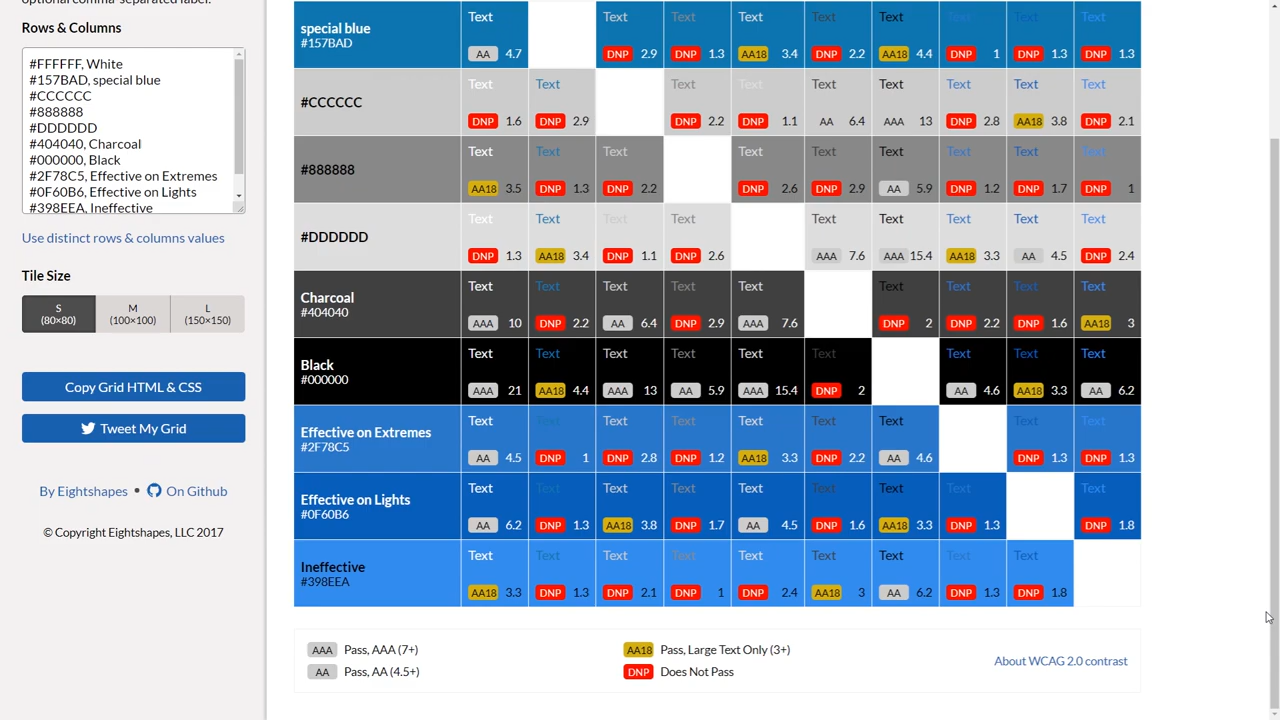 optional comma-separated label.
Rows & Columns
#FFFFFF, White
#157BAD, special blue
#CCCCCC
#888888
#DDDDDD
#404040, Charcoal
#000000, Black
#2F78C5, Effective on Extremes
#0F60B6, Effective on Lights
#398EEA, Ineffective
Use distinct rows & columns values
Tile Size
S
(80×80)
M
(100×100)
L
(150×150)
Copy Grid HTML & CSS
Tweet My Grid
By Eightshapes • On Github
© Copyright Eightshapes, LLC 2017
special blue
#157BAD
Text Text Text Text Text Text Text Text Text
AA 4.7 DNP 2.9 DNP 1.3 AA18 3.4 DNP 2.2 AA18 4.4 DNP 1 DNP 1.3 DNP 1.3
#CCCCCC
Text Text Text Text Text Text Text Text Text
DNP 1.6 DNP 2.9 DNP 2.2 DNP 1.1 AA 6.4 AAA 13 DNP 2.8 AA18 3.8 DNP 2.1
#888888
Text Text Text Text Text Text Text Text Text
AA18 3.5 DNP 1.3 DNP 2.2 DNP 2.6 DNP 2.9 AA 5.9 DNP 1.2 DNP 1.7 DNP 1
#DDDDDD
Text Text Text Text Text Text Text Text Text
DNP 1.3 AA18 3.4 DNP 1.1 DNP 2.6 AAA 7.6 AAA 15.4 AA18 3.3 AA 4.5 DNP 2.4
Charcoal
#404040
Text Text Text Text Text Text Text Text Text
AAA 10 DNP 2.2 AA 6.4 DNP 2.9 AAA 7.6 DNP 2 DNP 2.2 DNP 1.6 AA18 3
Black
#000000
Text Text Text Text Text Text Text Text Text
AAA 21 AA18 4.4 AAA 13 AA 5.9 AAA 15.4 DNP 2 AA 4.6 AA18 3.3 AA 6.2
Effective on Extremes
#2F78C5
Text Text Text Text Text Text Text Text Text
AA 4.5 DNP 1 DNP 2.8 DNP 1.2 AA18 3.3 DNP 2.2 AA 4.6 DNP 1.3 DNP 1.3
Effective on Lights
#0F60B6
Text Text Text Text Text Text Text Text Text
AA 6.2 DNP 1.3 AA18 3.8 DNP 1.7 AA 4.5 DNP 1.6 AA18 3.3 DNP 1.3 DNP 1.8
Ineffective
#398EEA
Text Text Text Text Text Text Text Text Text
AA18 3.3 DNP 1.3 DNP 2.1 DNP 1 DNP 2.4 AA18 3 AA 6.2 DNP 1.3 DNP 1.8
AAA Pass, AAA (7+)
AA Pass, AA (4.5+)
AA18 Pass, Large Text Only (3+)
DNP Does Not Pass
About WCAG 2.0 contrast